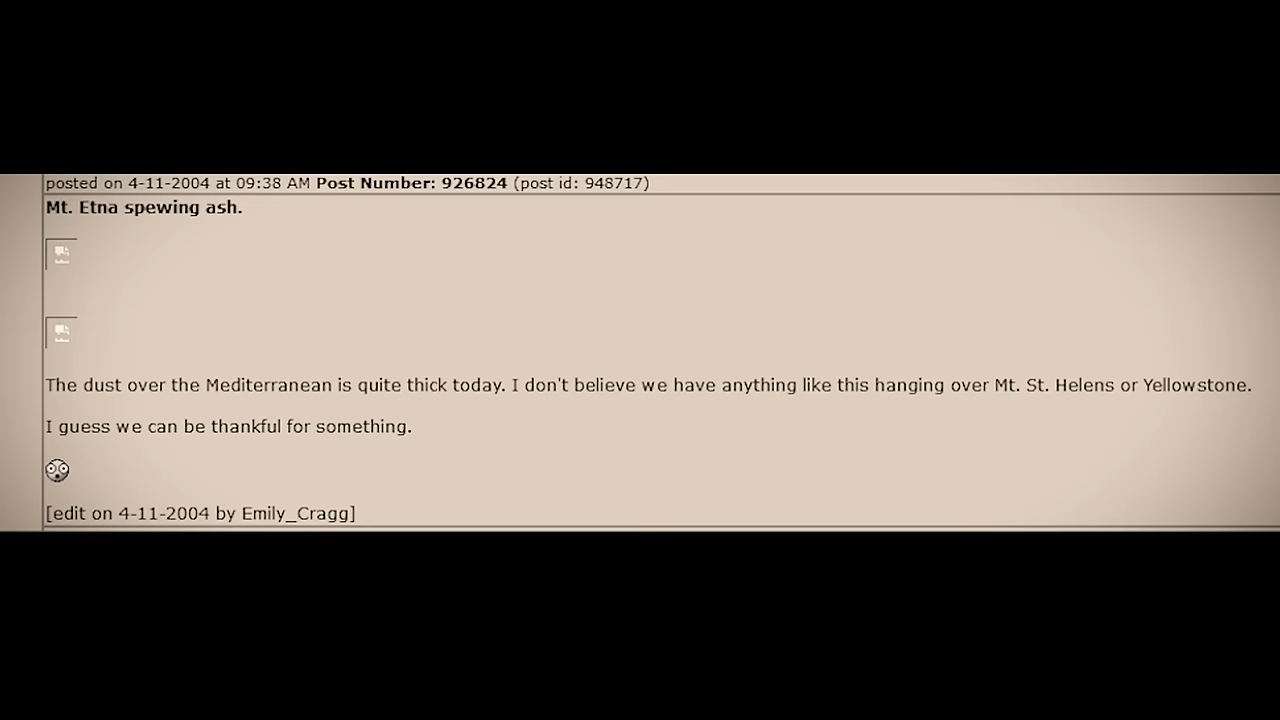 posted on 4-11-2004 at 09:38 AM Post Number: 926824 (post id: 948717)
Mt. Etna spewing ash.
The dust over the Mediterranean is quite thick today. I don't believe we have anything like this hanging over Mt. St. Helens or Yellowstone.
I guess we can be thankful for something.
[edit on 4-11-2004 by Emily_Cragg]